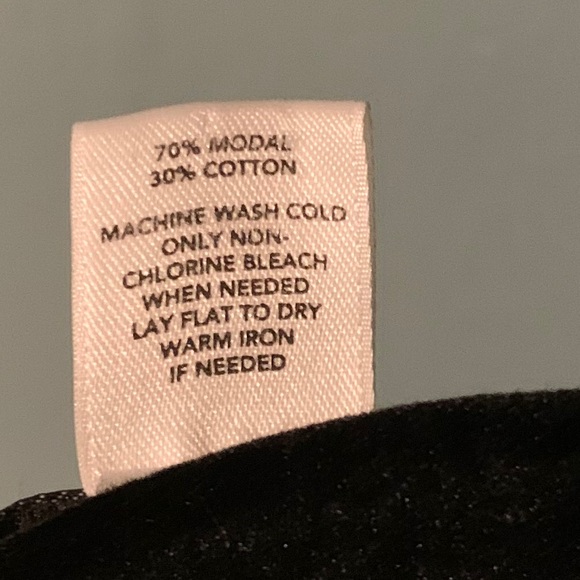 70% MODAL
30% COTTON
MACHINE WASH COLD
ONLY NON-
CHLORINE BLEACH
WHEN NEEDED
LAY FLAT TO DRY
WARM IRON
IF NEEDED